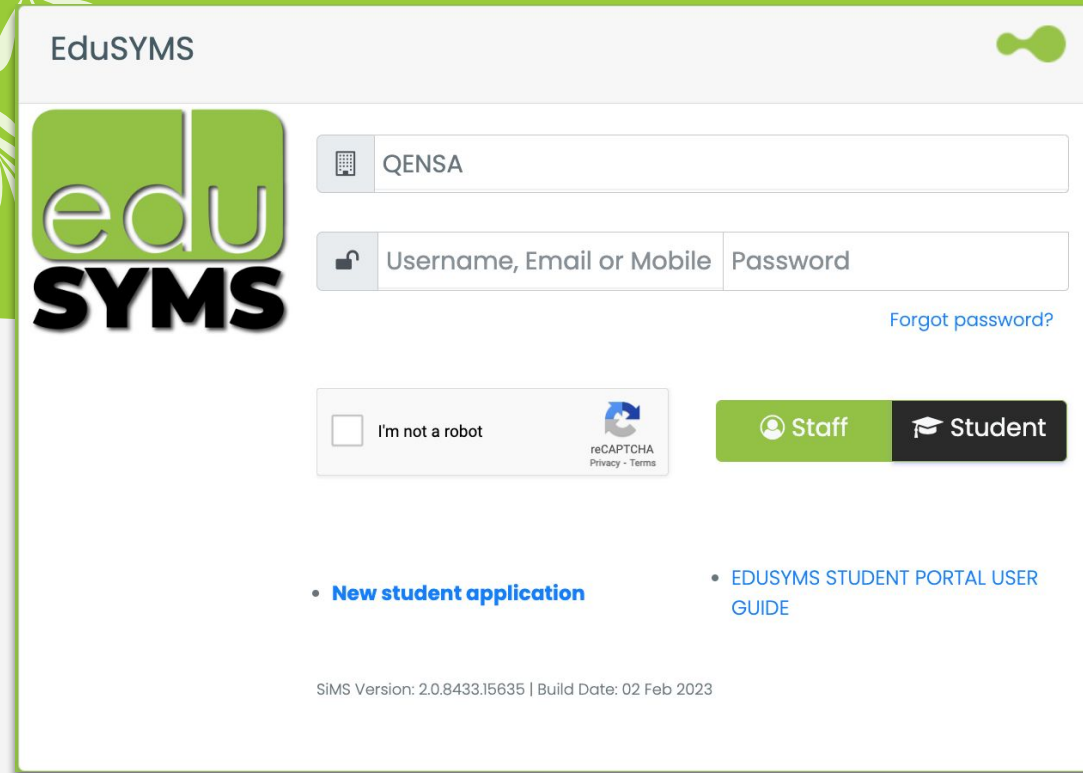 EduSYMS
edu
SYMS
QENSA
Username, Email or Mobile Password
Forgot password?
I'm not a robot
reCAPTCHA
Privacy - Terms
Staff Student
New student application
EDUSYMS STUDENT PORTAL USER
GUIDE
SiMS Version: 2.0.8433.15635 | Build Date: 02 Feb 2023